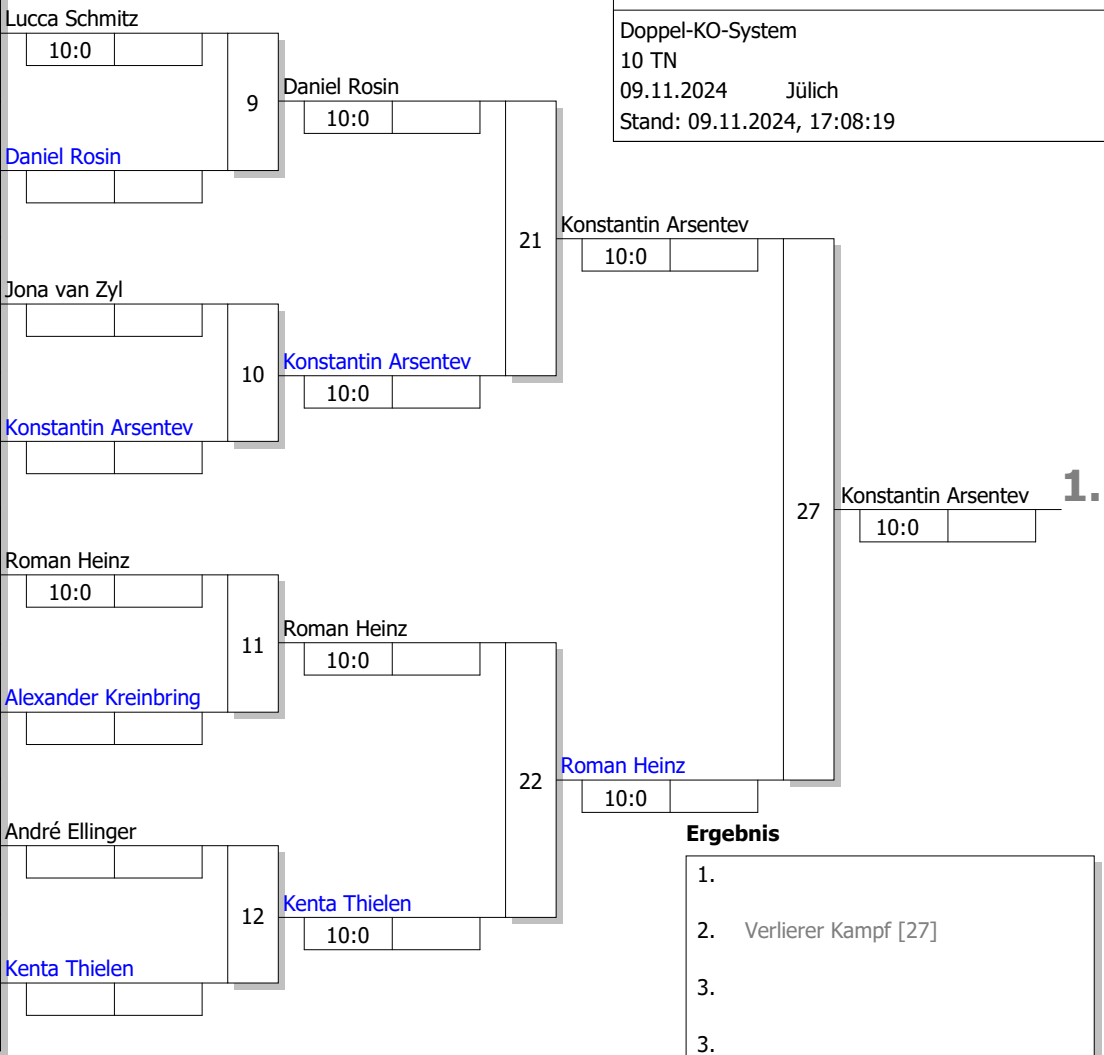 Lucca Schmitz
10:0
9
Daniel Rosin
Daniel Rosin
10:0
Doppel-KO-System
10 TN
09.11.2024 Jülich
Stand: 09.11.2024, 17:08:19
21
Konstantin Arsentev
10:0
Jona van Zyl
10
Konstantin Arsentev
Konstantin Arsentev
10:0
27
Konstantin Arsentev 1.
10:0
Roman Heinz
10:0
11
Alexander Kreinbring
Roman Heinz
10:0
22
Roman Heinz
10:0
André Ellinger
12
Kenta Thielen
Kenta Thielen
10:0
Ergebnis
1.
2. Verlierer Kampf [27]
3.
3.